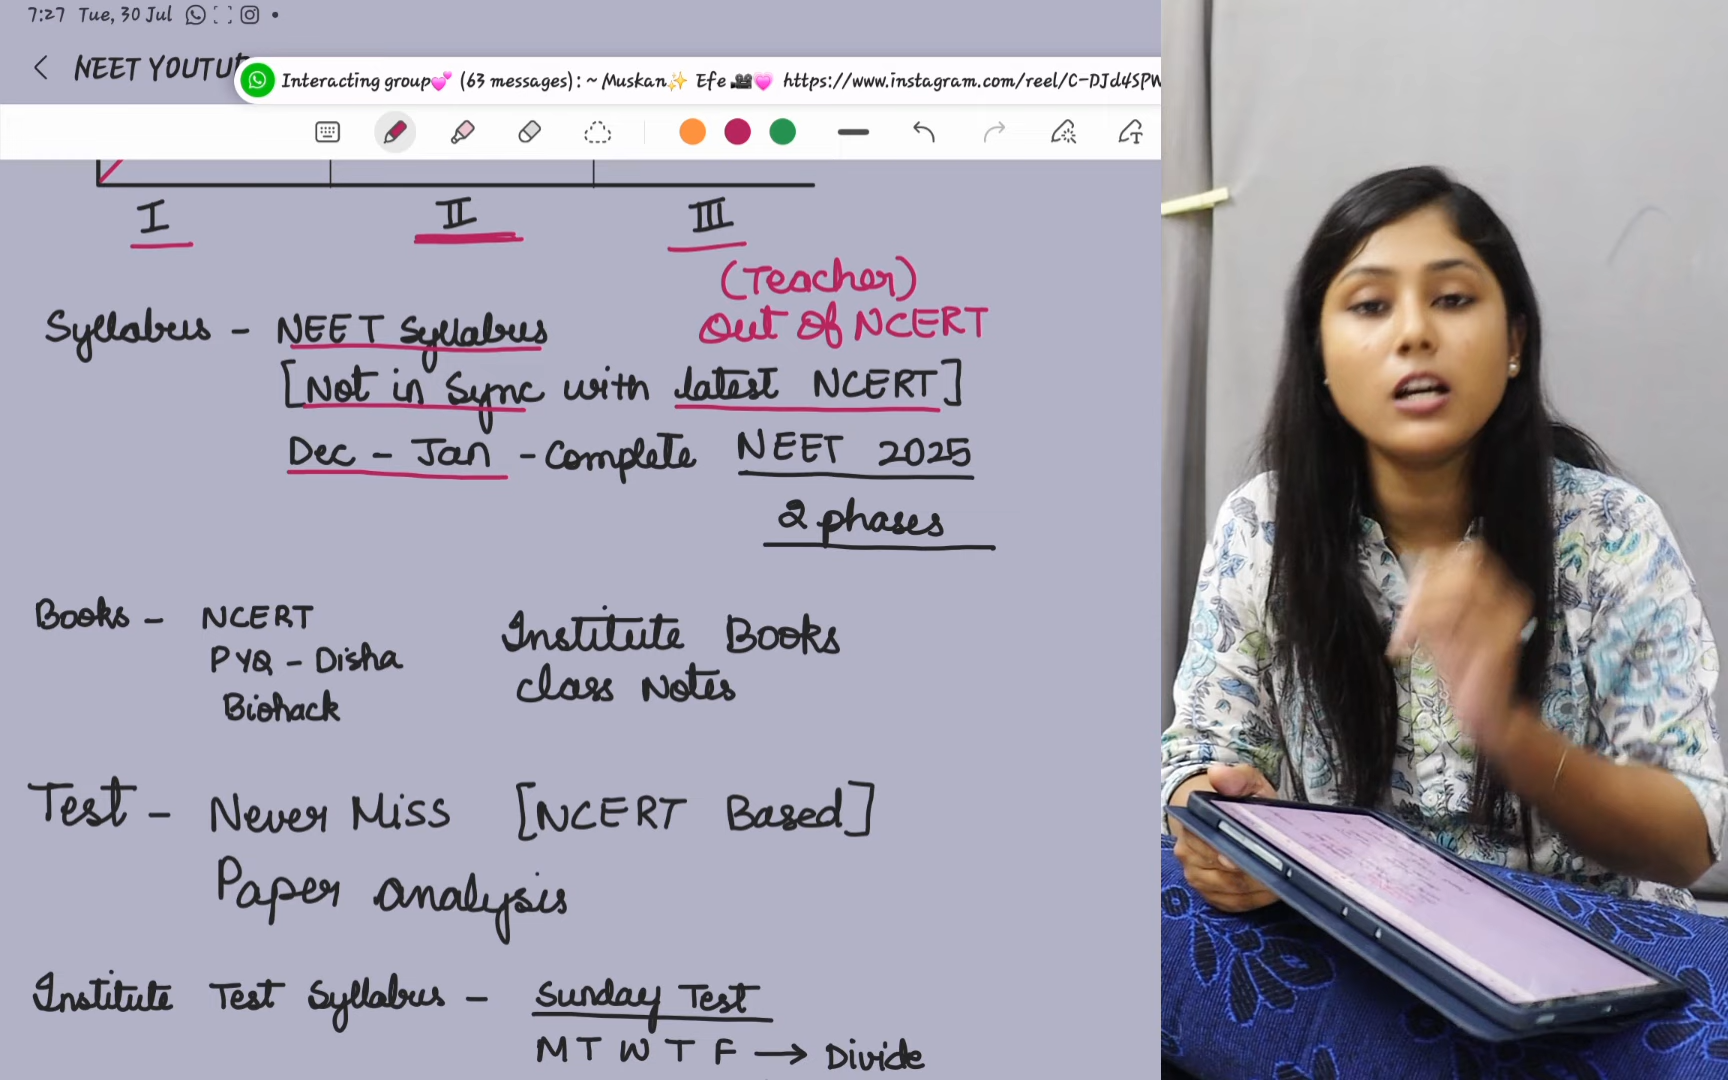 7:27 Tue, 30 Jul
NEET YOUTU
Interacting group💕 (63 messages): ~ Muskan✨ Efe 🎥💗 https://www.instagram.com/reel/C-DJd4SPW
I II III
(Teacher)
Out Of NCERT
Syllabus - NEET Syllabus
[Not in Sync with latest NCERT]
Dec - Jan - Complete NEET 2025
2 phases
Books - NCERT
PYQ - Disha
Biohack
Institute Books
class Notes
Test - Never Miss [NCERT Based]
Paper analysis
Institute Test Syllabus - Sunday Test
M T W T F → Divide